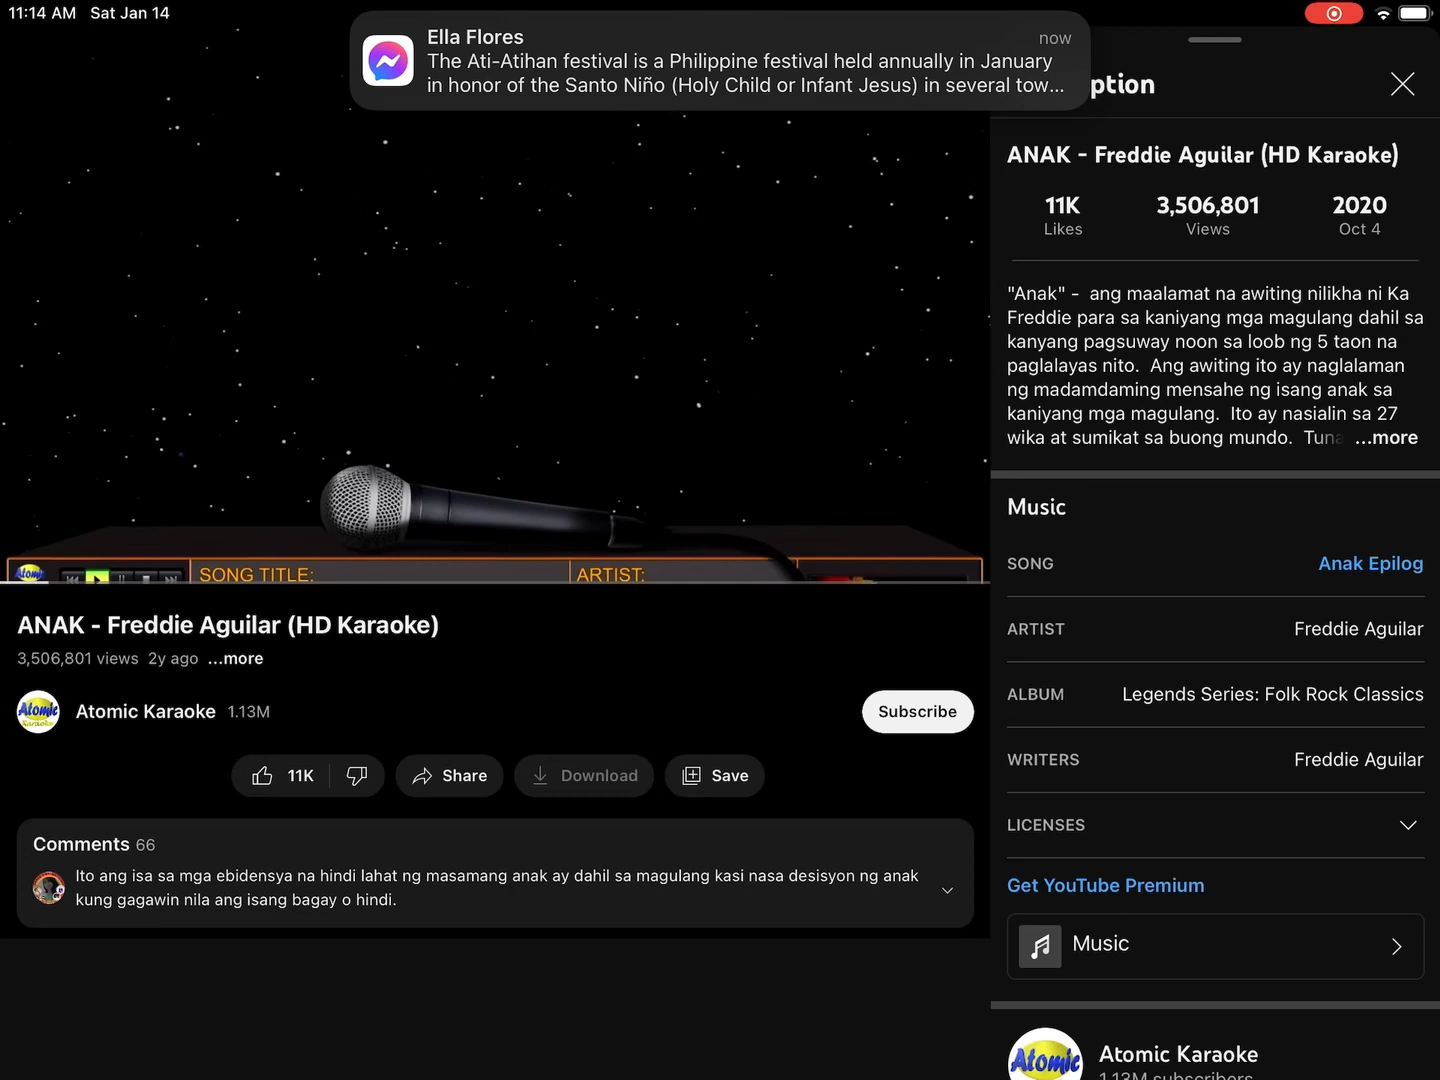 11:14 AM Sat Jan 14
Ella Flores
now
The Ati-Atihan festival is a Philippine festival held annually in January
in honor of the Santo Niño (Holy Child or Infant Jesus) in several tow...
ption
ANAK - Freddie Aguilar (HD Karaoke)
11K
Likes
3,506,801
Views
2020
Oct 4
"Anak" - ang maalamat na awiting nilikha ni Ka
Freddie para sa kaniyang mga magulang dahil sa
kanyang pagsuway noon sa loob ng 5 taon na
paglalayas nito. Ang awiting ito ay naglalaman
ng madamdaming mensahe ng isang anak sa
kaniyang mga magulang. Ito ay nasialin sa 27
wika at sumikat sa buong mundo. Tuna ...more
Music
SONG Anak Epilog
ARTIST Freddie Aguilar
ALBUM Legends Series: Folk Rock Classics
WRITERS Freddie Aguilar
LICENSES
Get YouTube Premium
Music
Atomic
Atomic Karaoke
1.13M subscribers
Atomic
SONG TITLE:
ARTIST:
ANAK - Freddie Aguilar (HD Karaoke)
3,506,801 views 2y ago ...more
Atomic
Karaoke
Atomic Karaoke 1.13M
Subscribe
11K
Share
Download
Save
Comments 66
Ito ang isa sa mga ebidensya na hindi lahat ng masamang anak ay dahil sa magulang kasi nasa desisyon ng anak
kung gagawin nila ang isang bagay o hindi.